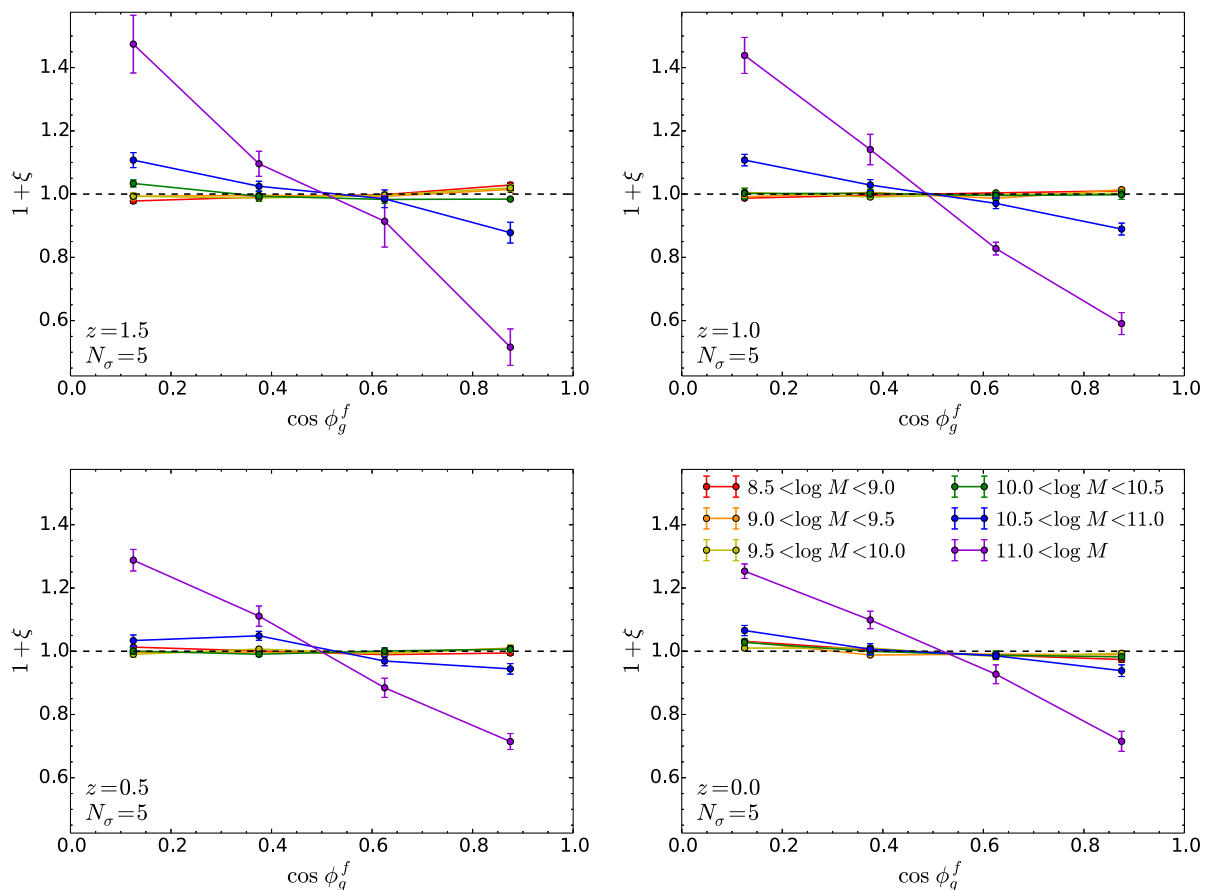 1.4
1.2
1.0
0.8
0.6
1 + ξ
z = 1.5
N_σ = 5
0.0 0.2 0.4 0.6 0.8 1.0
cos ϕ_g^f
1.4
1.2
1.0
0.8
0.6
1 + ξ
z = 1.0
N_σ = 5
0.0 0.2 0.4 0.6 0.8 1.0
cos ϕ_g^f
1.4
1.2
1.0
0.8
0.6
1 + ξ
z = 0.5
N_σ = 5
0.0 0.2 0.4 0.6 0.8 1.0
cos ϕ_g^f
1.4
1.2
1.0
0.8
0.6
1 + ξ
8.5 < log M < 9.0
9.0 < log M < 9.5
9.5 < log M < 10.0
10.0 < log M < 10.5
10.5 < log M < 11.0
11.0 < log M
z = 0.0
N_σ = 5
0.0 0.2 0.4 0.6 0.8 1.0
cos ϕ_g^f